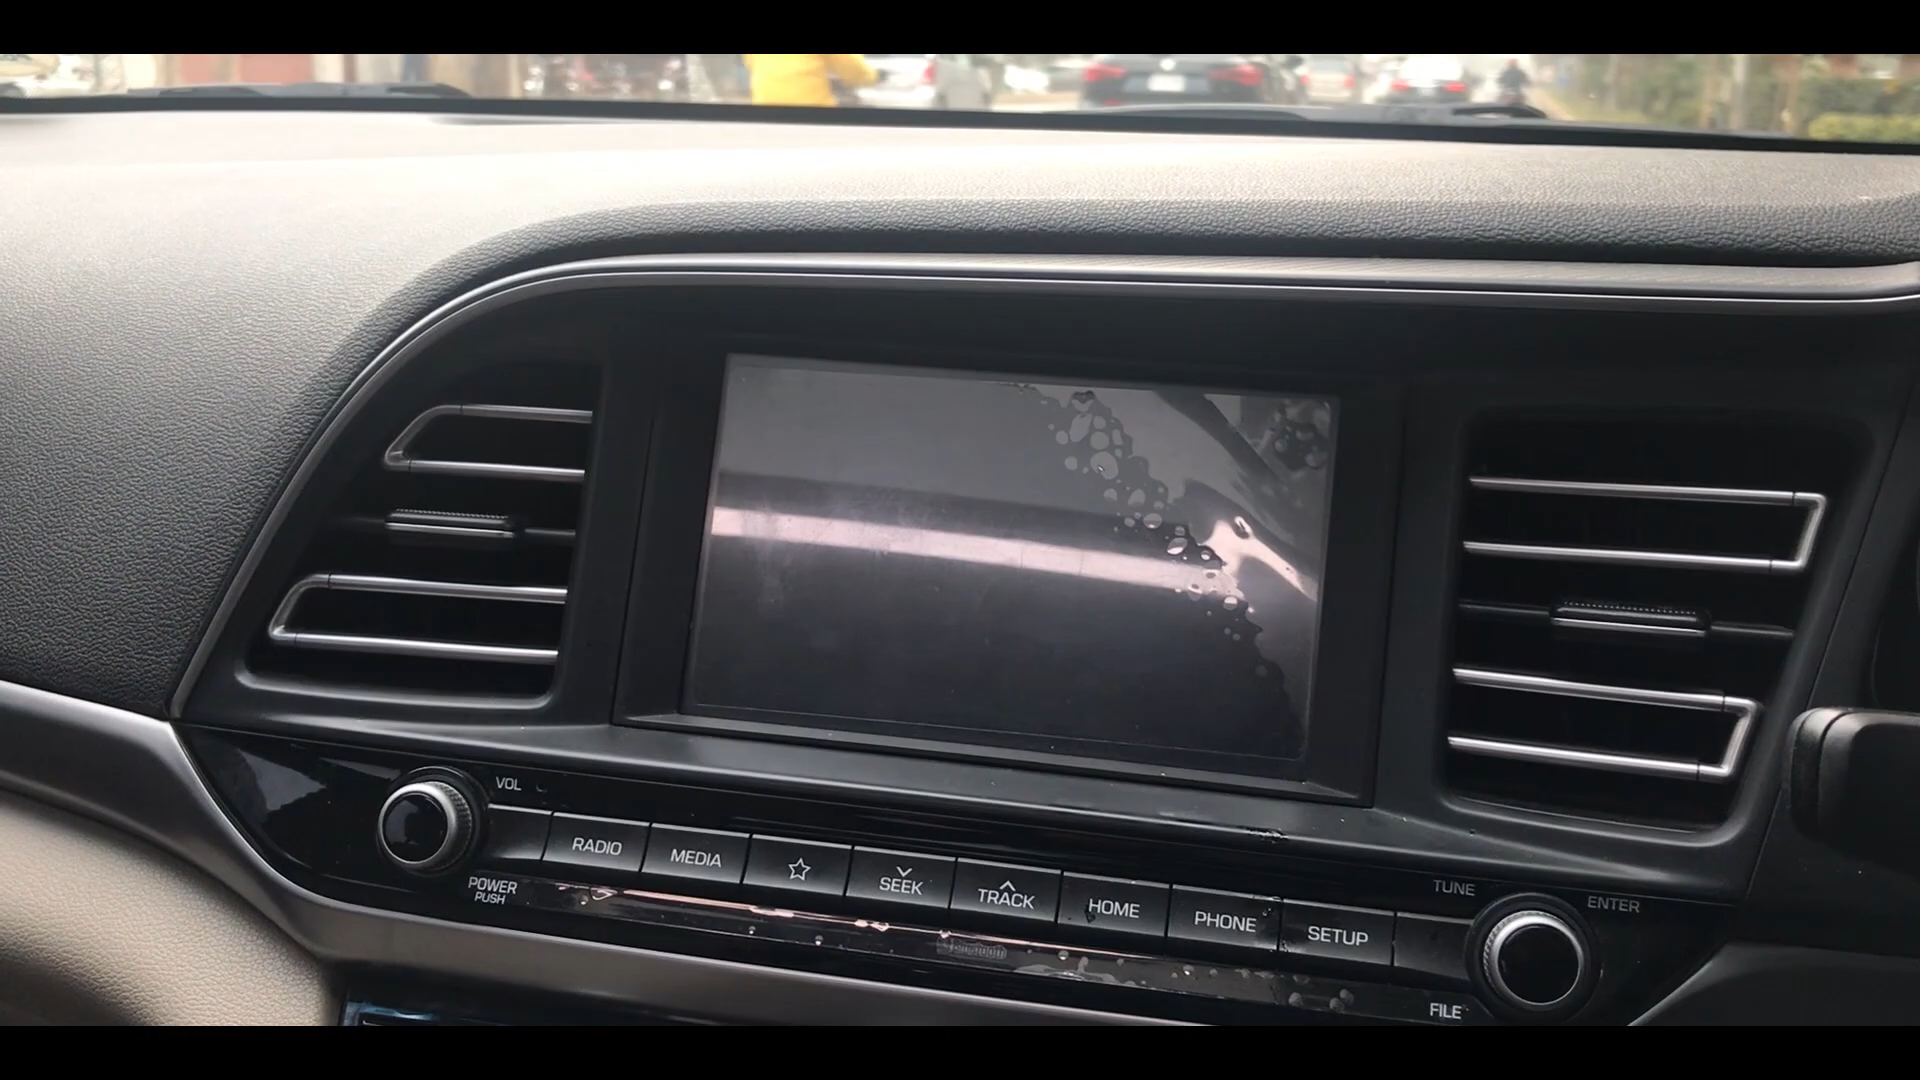 VOL
POWER
PUSH
RADIO
MEDIA
SEEK
TRACK
HOME
PHONE
SETUP
TUNE
ENTER
FILE